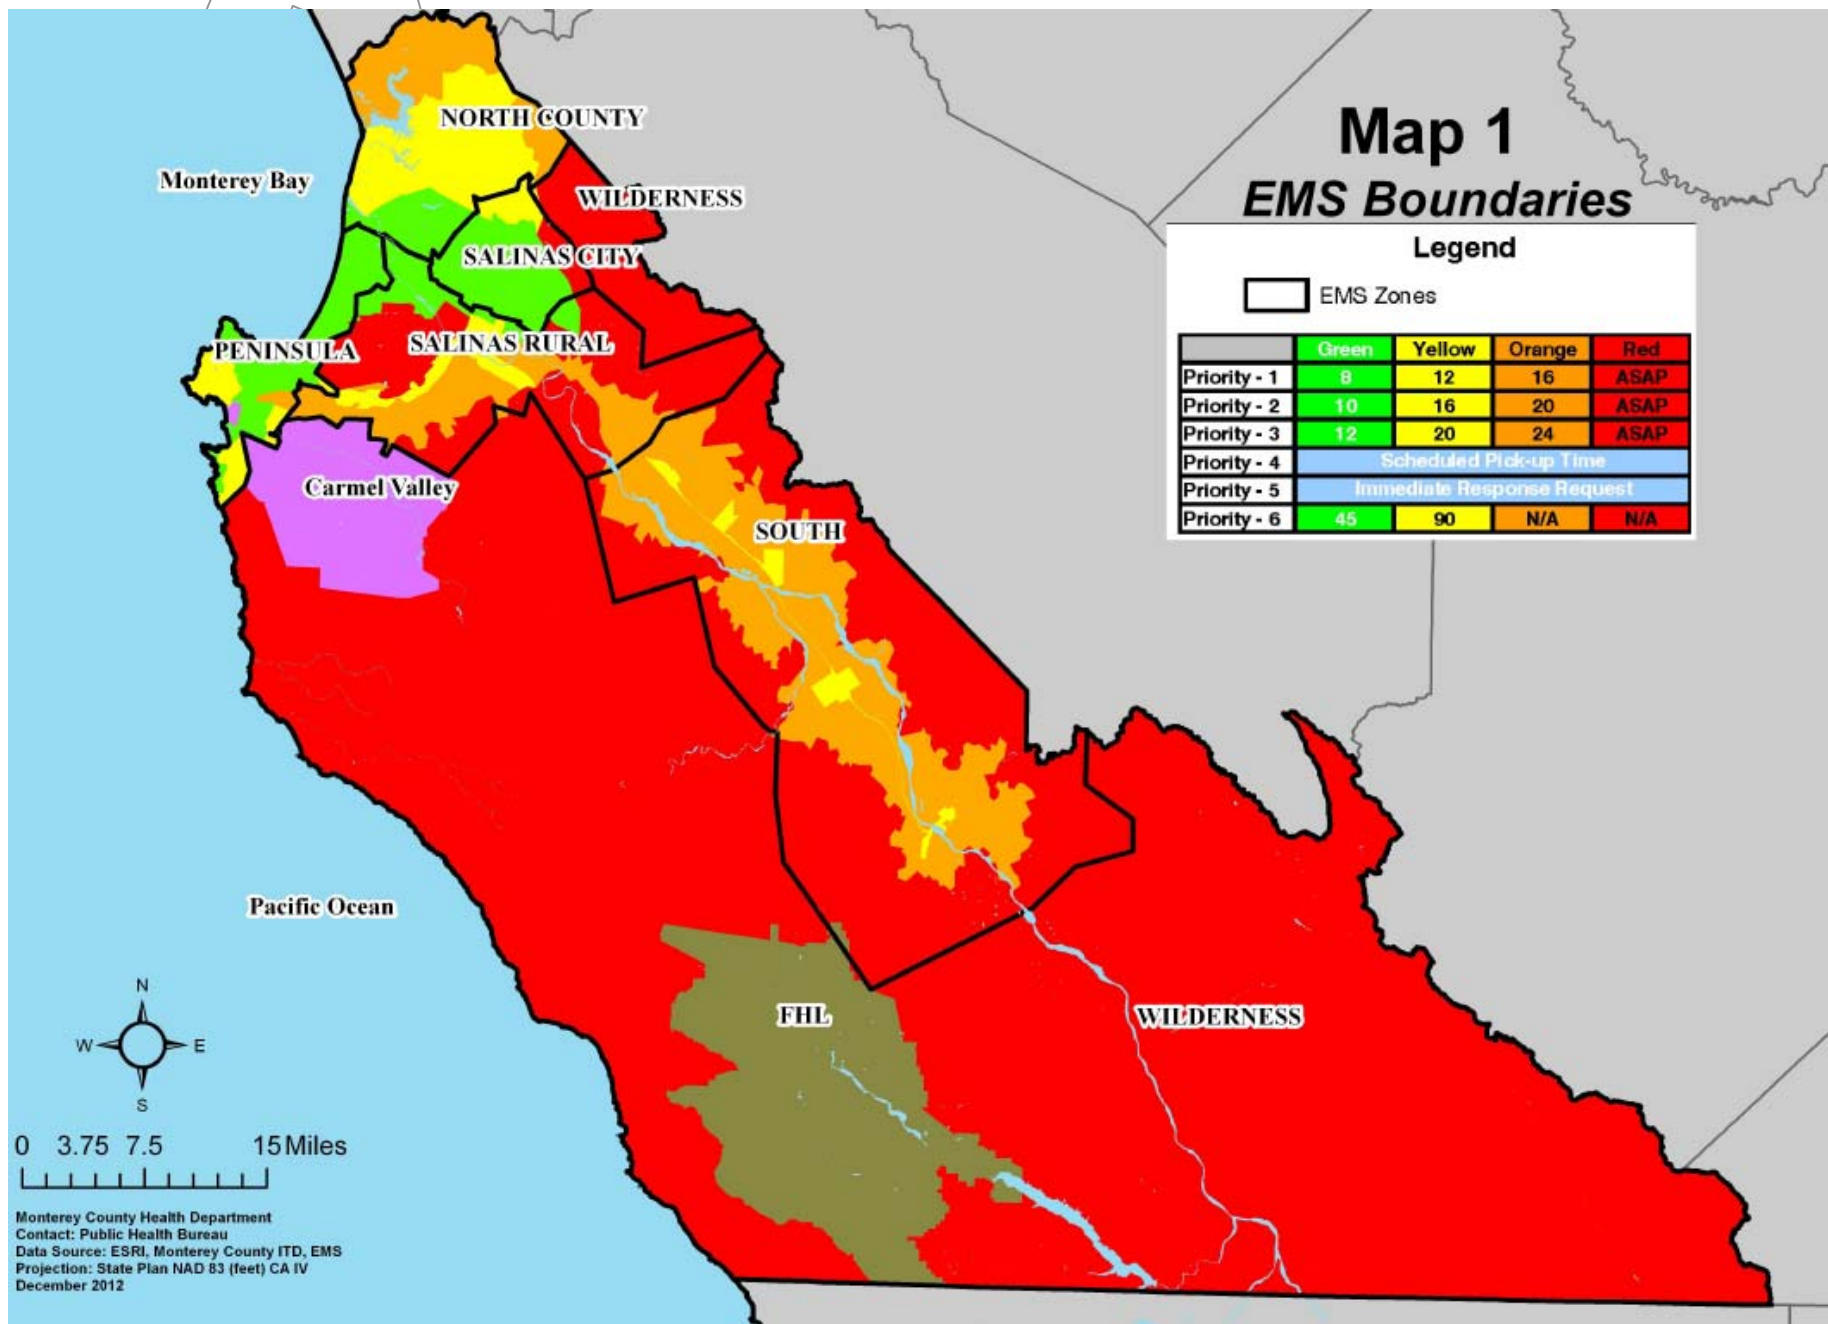 Map 1
EMS Boundaries
Legend
EMS Zones
Green Yellow Orange Red
Priority - 1 8 12 16 ASAP
Priority - 2 10 16 20 ASAP
Priority - 3 12 20 24 ASAP
Priority - 4 Scheduled Pick-up Time
Priority - 5 Immediate Response Request
Priority - 6 45 90 N/A N/A
NORTH COUNTY
Monterey Bay
WILDERNESS
SALINAS CITY
PENINSULA
SALINAS RURAL
Carmel Valley
SOUTH
Pacific Ocean
FHL
WILDERNESS
N
W E
S
0 3.75 7.5 15 Miles
Monterey County Health Department
Contact: Public Health Bureau
Data Source: ESRI, Monterey County ITD, EMS
Projection: State Plan NAD 83 (feet) CA IV
December 2012